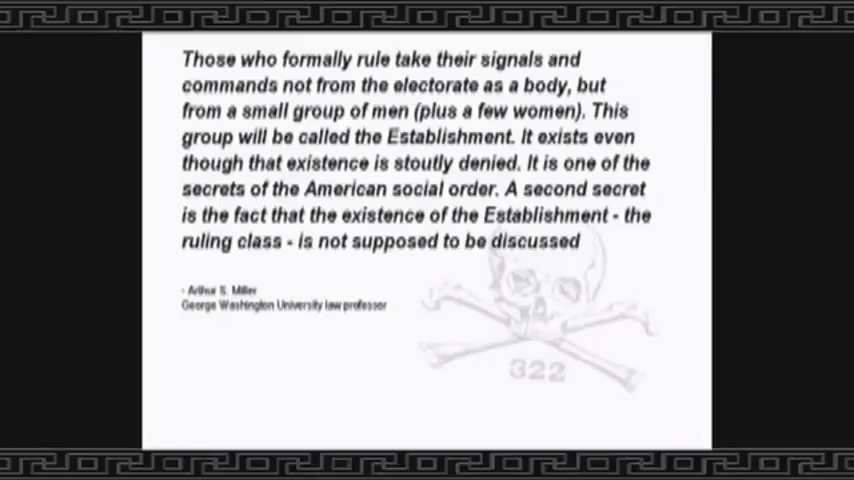 Those who formally rule take their signals and
commands not from the electorate as a body, but
from a small group of men (plus a few women). This
group will be called the Establishment. It exists even
though that existence is stoutly denied. It is one of the
secrets of the American social order. A second secret
is the fact that the existence of the Establishment - the
ruling class - is not supposed to be discussed
- Arthur S. Miller
George Washington University law professor
322